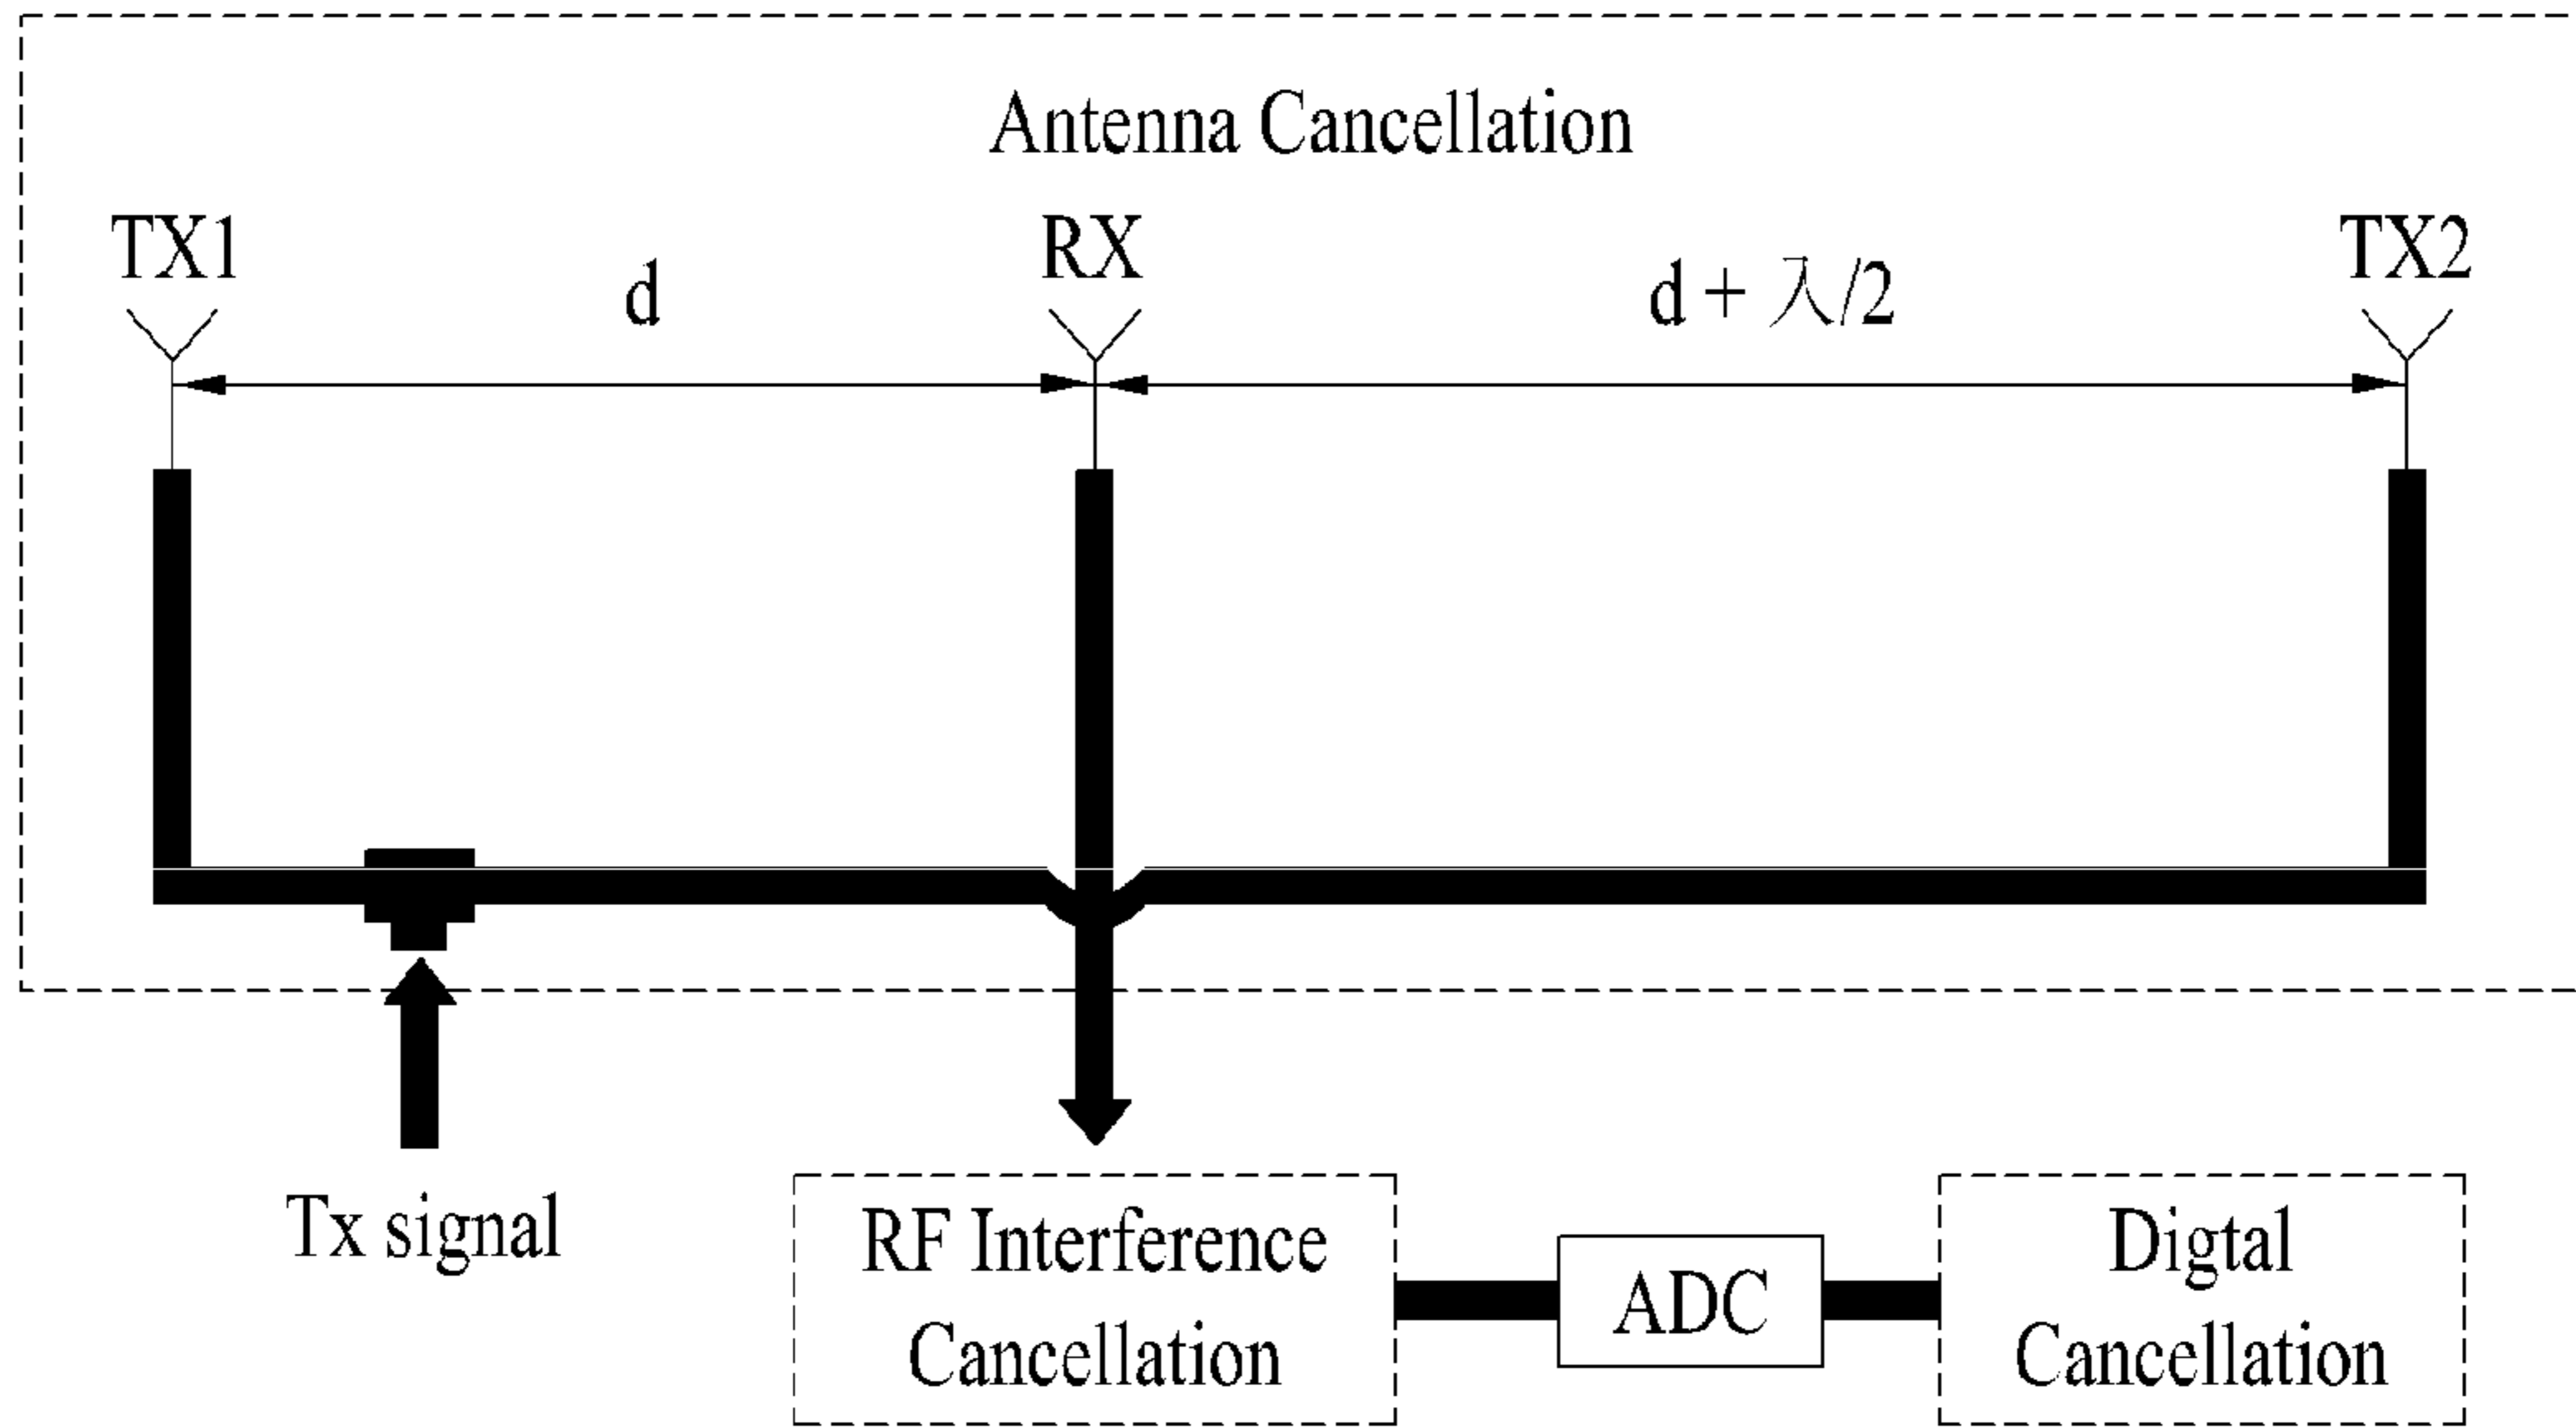 Antenna Cancellation
TX1
RX
TX2
d
d + 入/2
Tx signal
RF Interference
Cancellation
ADC
Digtal
Cancellation